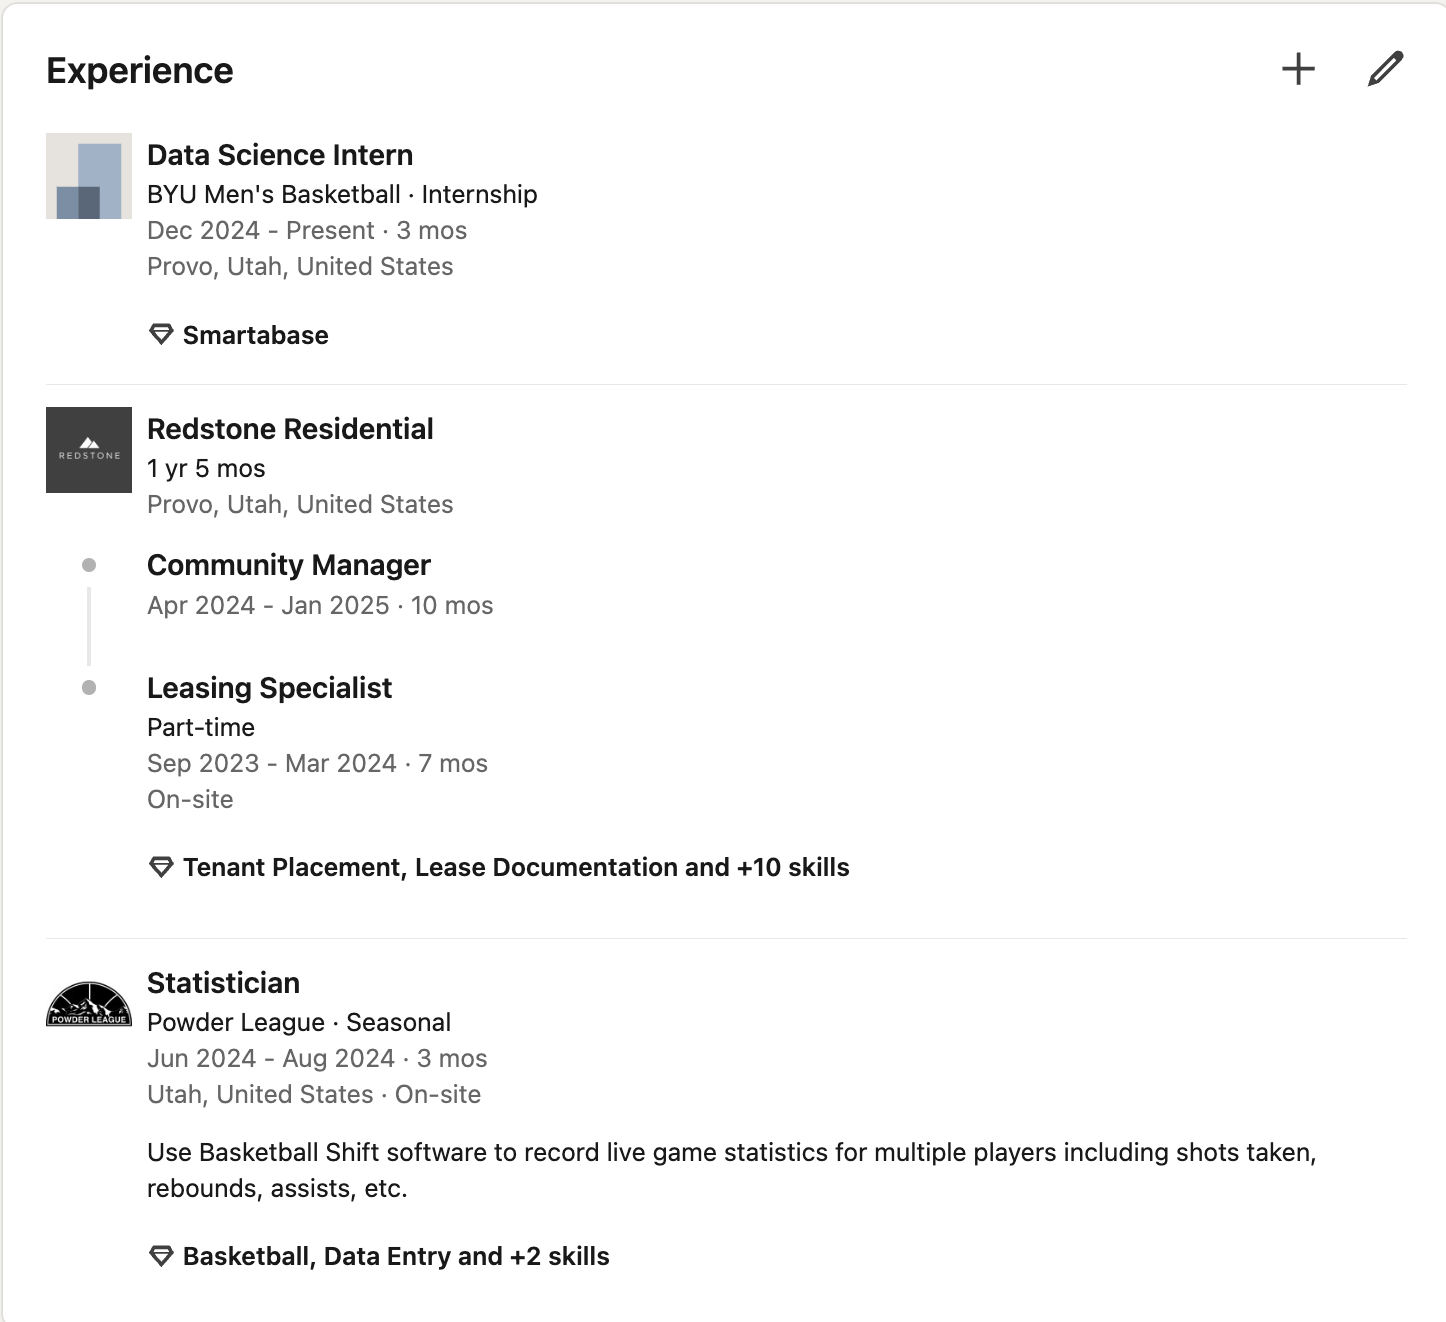 Experience
Data Science Intern
BYU Men's Basketball · Internship
Dec 2024 - Present · 3 mos
Provo, Utah, United States
Smartabase
REDSTONE
Redstone Residential
1 yr 5 mos
Provo, Utah, United States
Community Manager
Apr 2024 - Jan 2025 · 10 mos
Leasing Specialist
Part-time
Sep 2023 - Mar 2024 · 7 mos
On-site
Tenant Placement, Lease Documentation and +10 skills
POWDER LEAGUE
Statistician
Powder League · Seasonal
Jun 2024 - Aug 2024 · 3 mos
Utah, United States · On-site
Use Basketball Shift software to record live game statistics for multiple players including shots taken,
rebounds, assists, etc.
Basketball, Data Entry and +2 skills